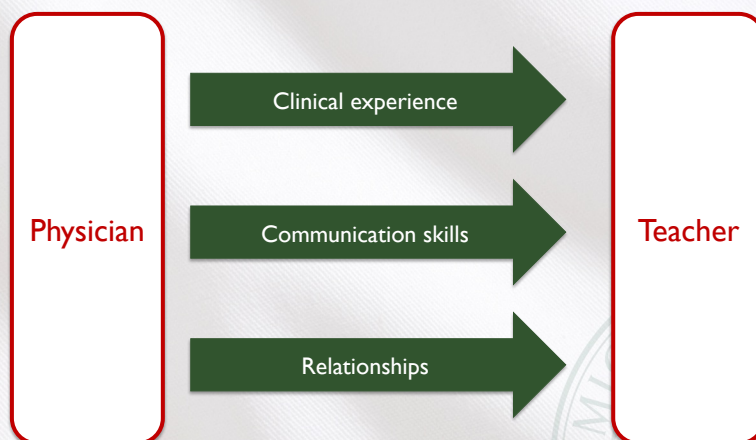 Clinical experience
Physician
Communication skills
Teacher
Relationships